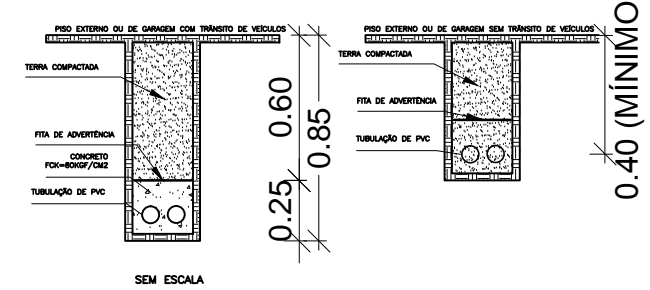 PISO EXTERNO OU DE GARAGEM COM TRÂNSITO DE VEÍCULOS
TERRA COMPACTADA
FITA DE ADVERTÊNCIA
CONCRETO
FCK=80KGF/CM2
TUBULAÇÃO DE PVC
0.60
0.85
0.25
SEM ESCALA
PISO EXTERNO OU DE GARAGEM SEM TRÂNSITO DE VEÍCULOS
TERRA COMPACTADA
FITA DE ADVERTÊNCIA
TUBULAÇÃO DE PVC
0.40 (MÍNIMO